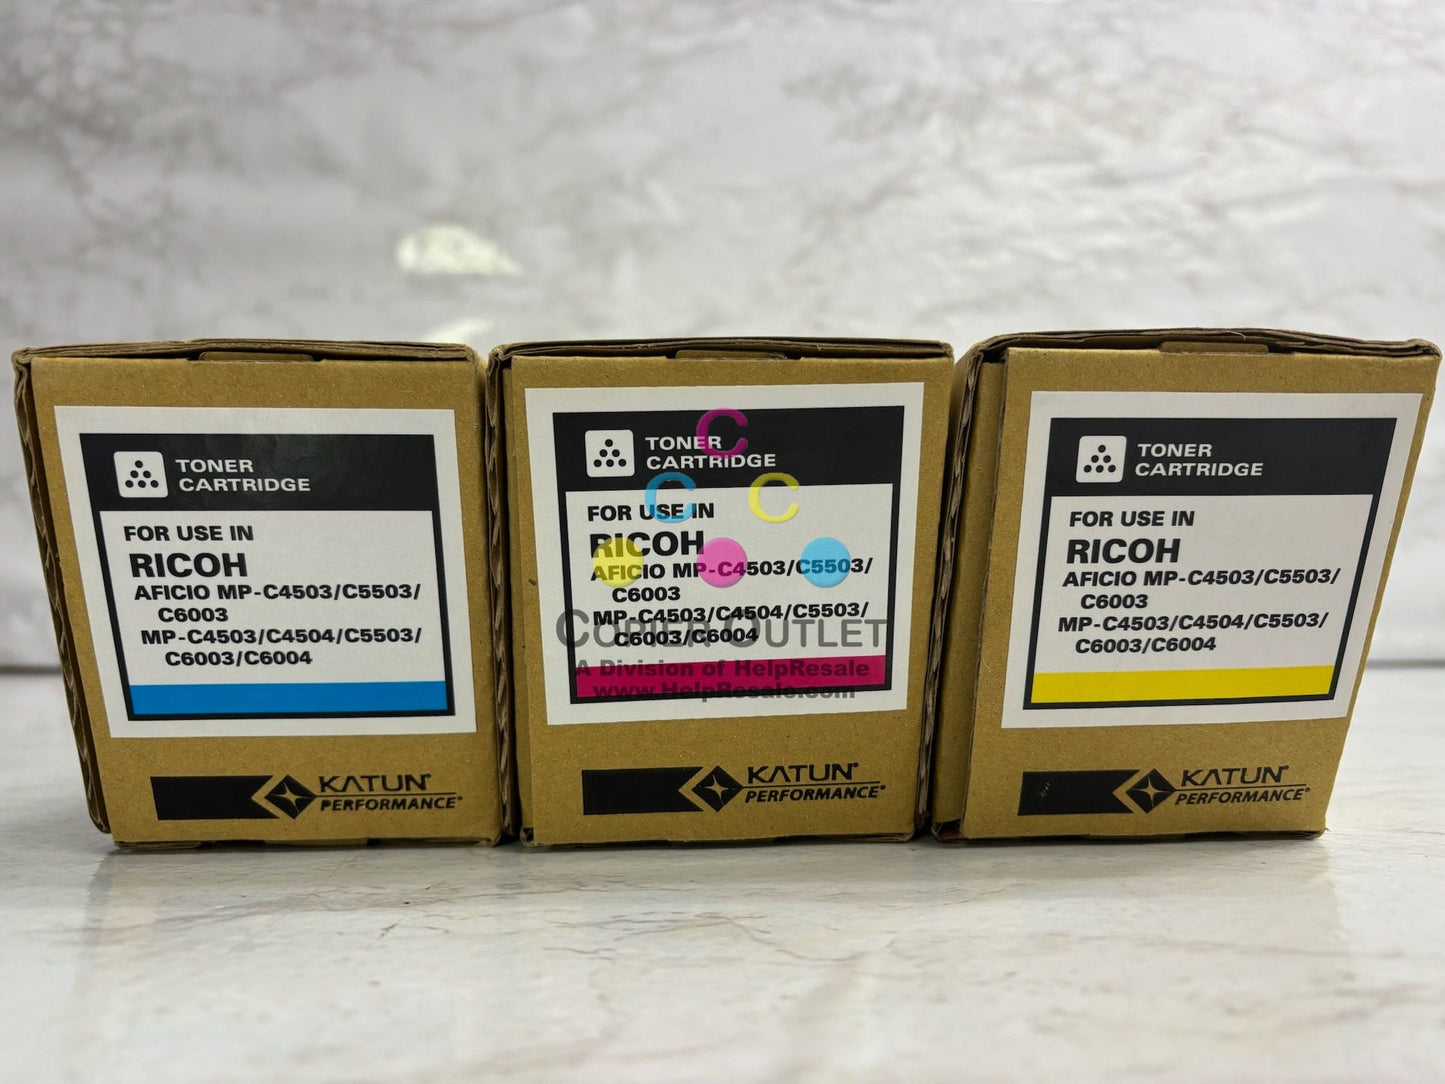 TONER
CARTRIDGE
FOR USE IN
RICOH
AFICIO MP-C4503/C5503/
C6003
MP-C4503/C4504/C5503/
C6003/C6004
KATUN®
PERFORMANCE®
TONER
CARTRIDGE
FOR USE IN
RICOH
AFICIO MP-C4503/C5503/
C6003
MP-C4503/C4504/C5503/
C6003/C6004
KATUN®
PERFORMANCE®
C
C C
COPIER OUTLET
A Division of HelpResale
www.HelpResale.com
TONER
CARTRIDGE
FOR USE IN
RICOH
AFICIO MP-C4503/C5503/
C6003
MP-C4503/C4504/C5503/
C6003/C6004
KATUN®
PERFORMANCE®